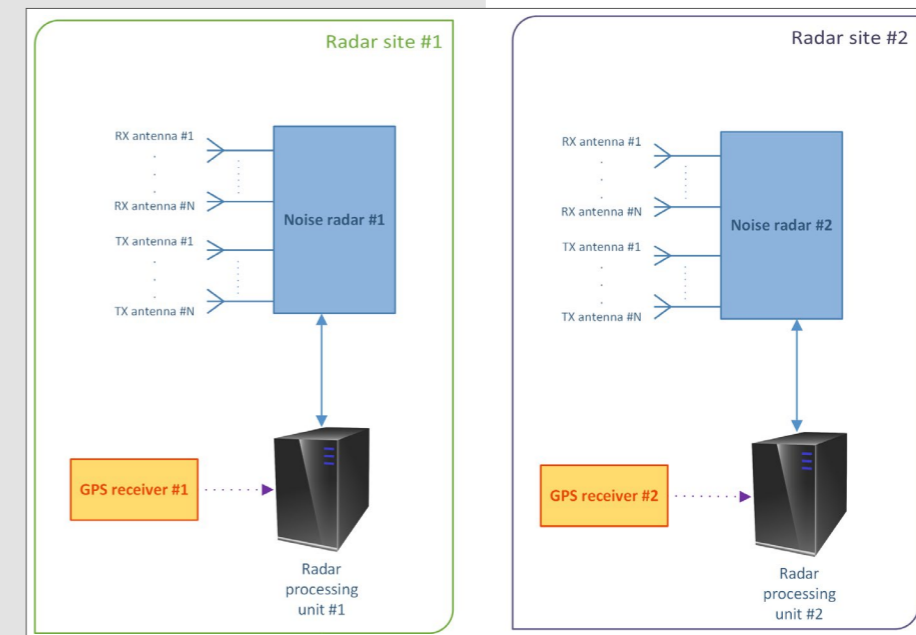 Radar site #1
RX antenna #1
.
.
.
RX antenna #N
TX antenna #1
.
.
.
TX antenna #N
Noise radar #1
GPS receiver #1
Radar
processing
unit #1
Radar site #2
RX antenna #1
.
.
.
RX antenna #N
TX antenna #1
.
.
.
TX antenna #N
Noise radar #2
GPS receiver #2
Radar
processing
unit #2